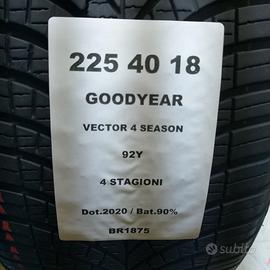 225 40 18
GOODYEAR
VECTOR 4 SEASON
92Y
4 STAGIONI
Dot.2020 / Bat.90%
BR1875
subito